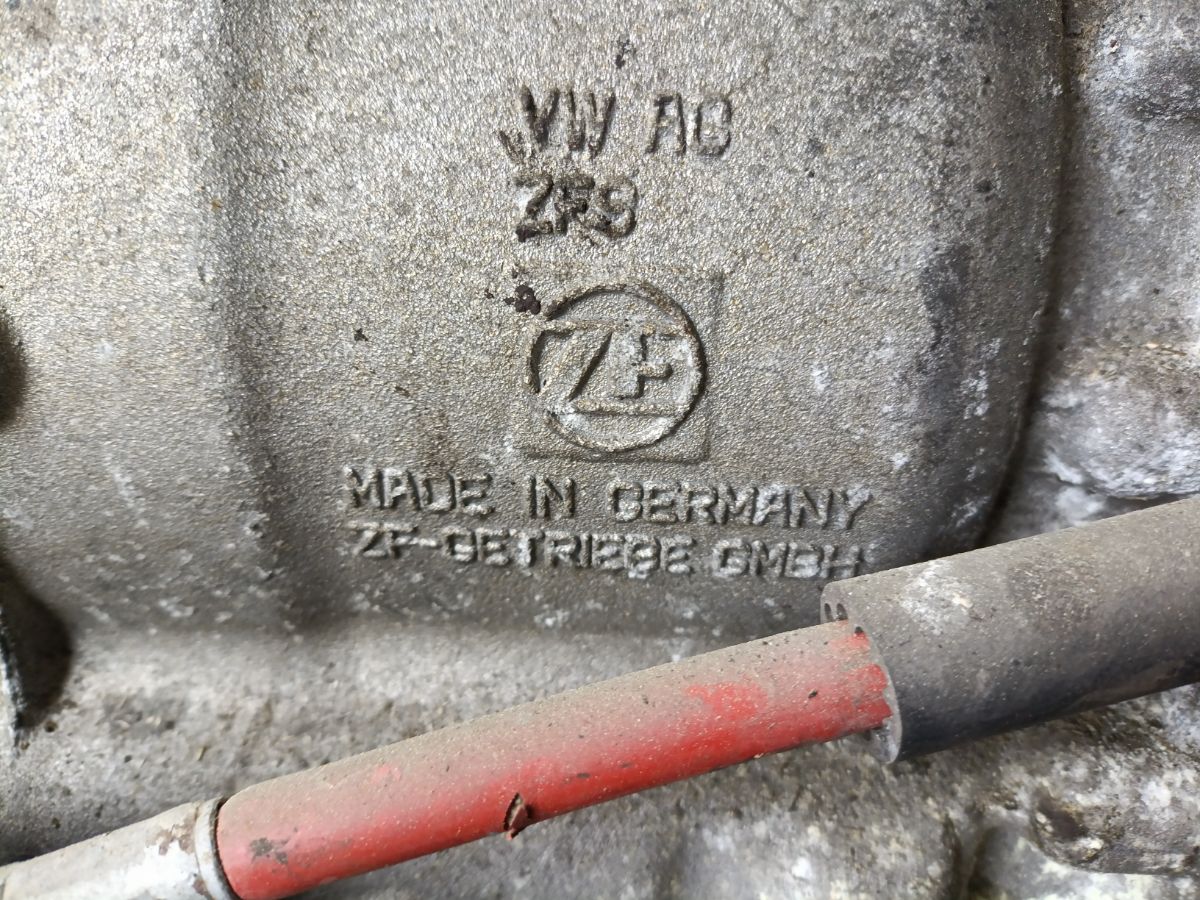 VW AG
ZF9
ZF
MADE IN GERMANY
ZF-GETRIEBE GMBH